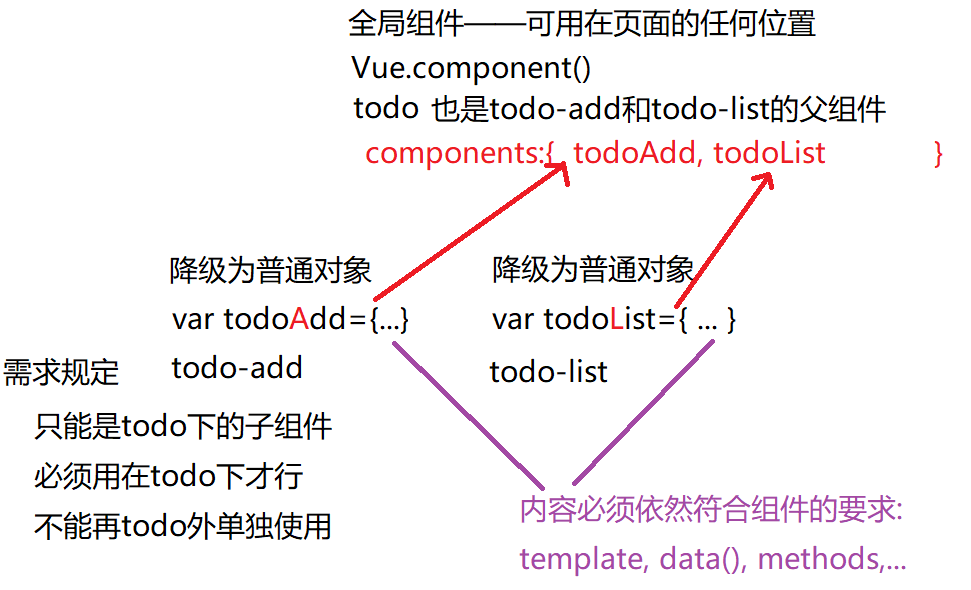 全局组件——可用在页面的任何位置
Vue.component()
todo 也是todo-add和todo-list的父组件
components:{ todoAdd, todoList }
降级为普通对象
var todoAdd={...}
todo-add
降级为普通对象
var todoList={ ... }
todo-list
需求规定
只能是todo下的子组件
必须用在todo下才行
不能再todo外单独使用
内容必须依然符合组件的要求:
template, data(), methods,...